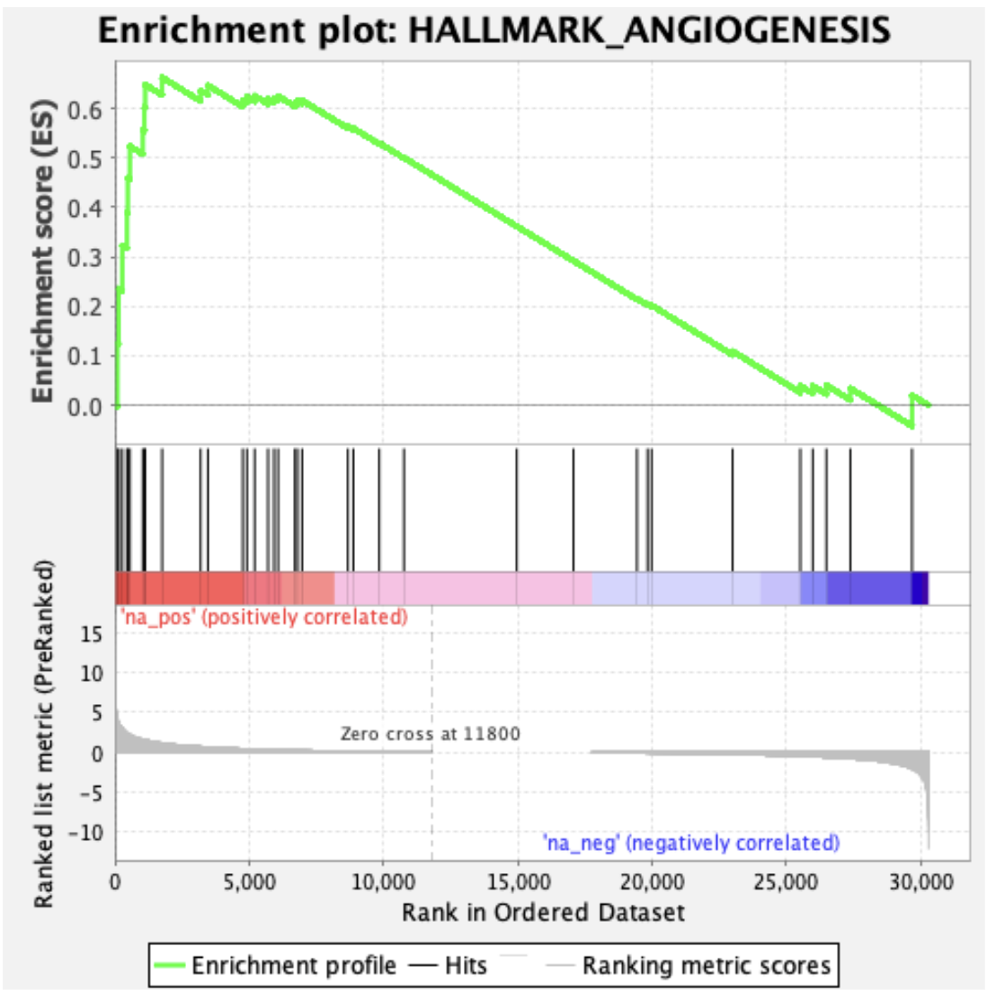 Enrichment plot: HALLMARK_ANGIOGENESIS
Enrichment score (ES)
0.6
0.5
0.4
0.3
0.2
0.1
0.0
'na_pos' (positively correlated)
Ranked list metric (PreRanked)
15
10
5
0
-5
-10
Zero cross at 11800
'na_neg' (negatively correlated)
0 5,000 10,000 15,000 20,000 25,000 30,000
Rank in Ordered Dataset
Enrichment profile Hits Ranking metric scores